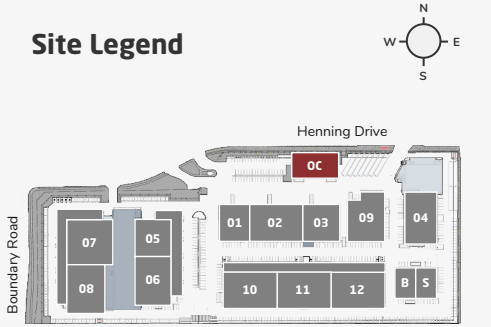 N
Site Legend
W E
S
Henning Drive
OC
01 02 03 09 04
07 05
Boundary Road
08 06
10 11 12
B S